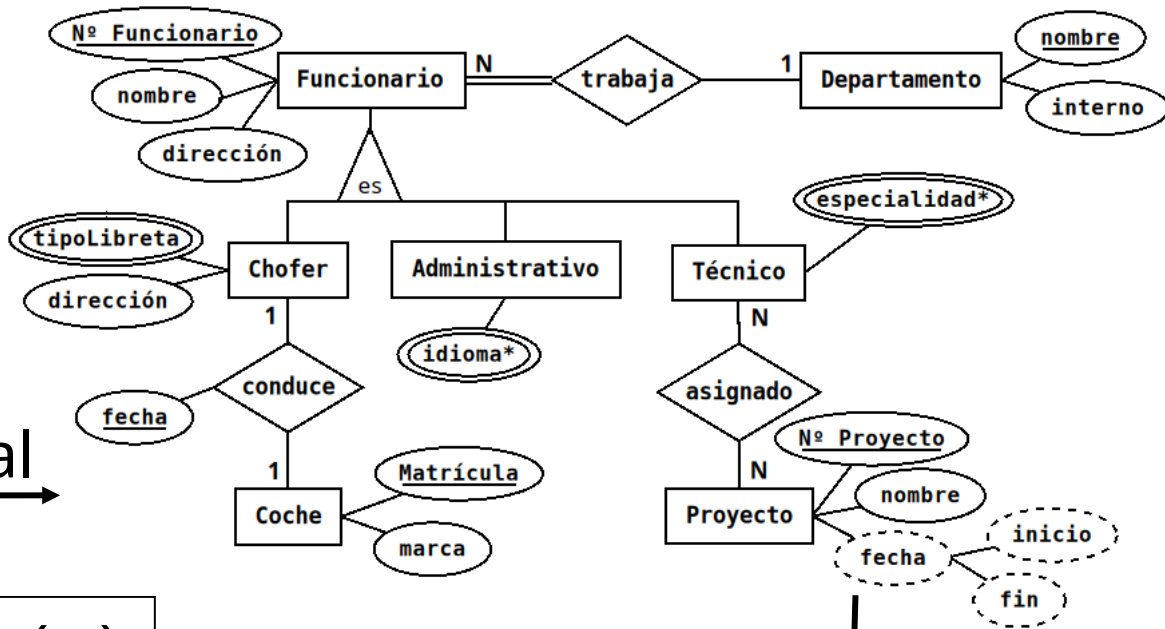 Nº Funcionario
nombre
dirección
Funcionario
N
trabaja
1
Departamento
nombre
interno
es
tipoLibreta
dirección
Chofer
Administrativo
idioma*
Técnico
especialidad*
1
conduce
fecha
1
Coche
Matrícula
marca
N
asignado
N
Proyecto
Nº Proyecto
nombre
fecha
inicio
fin
al